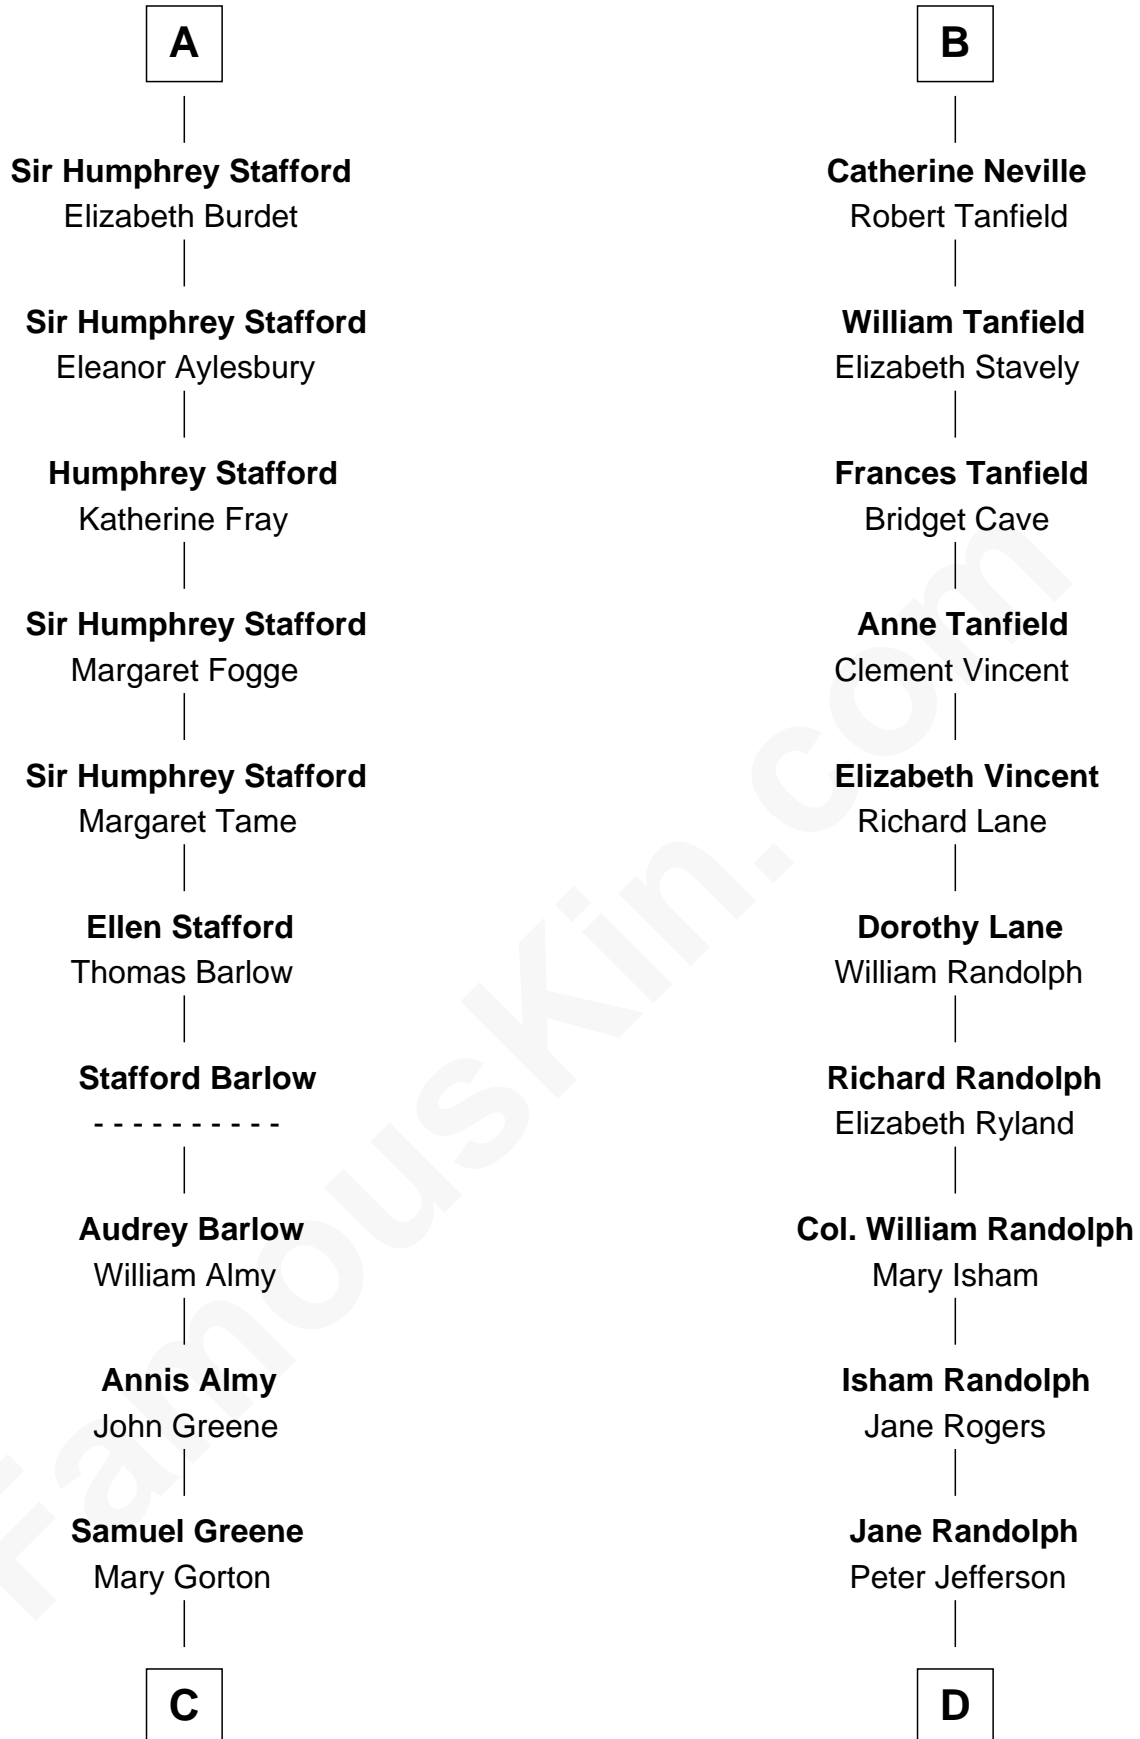 A
Sir Humphrey Stafford
Elizabeth Burdet
Sir Humphrey Stafford
Eleanor Aylesbury
Humphrey Stafford
Katherine Fray
Sir Humphrey Stafford
Margaret Fogge
Sir Humphrey Stafford
Margaret Tame
Ellen Stafford
Thomas Barlow
Stafford Barlow
- - - - - - - - - -
Audrey Barlow
William Almy
Annis Almy
John Greene
Samuel Greene
Mary Gorton
C
B
Catherine Neville
Robert Tanfield
William Tanfield
Elizabeth Stavely
Frances Tanfield
Bridget Cave
Anne Tanfield
Clement Vincent
Elizabeth Vincent
Richard Lane
Dorothy Lane
William Randolph
Richard Randolph
Elizabeth Ryland
Col. William Randolph
Mary Isham
Isham Randolph
Jane Rogers
Jane Randolph
Peter Jefferson
D
FamousKin.com